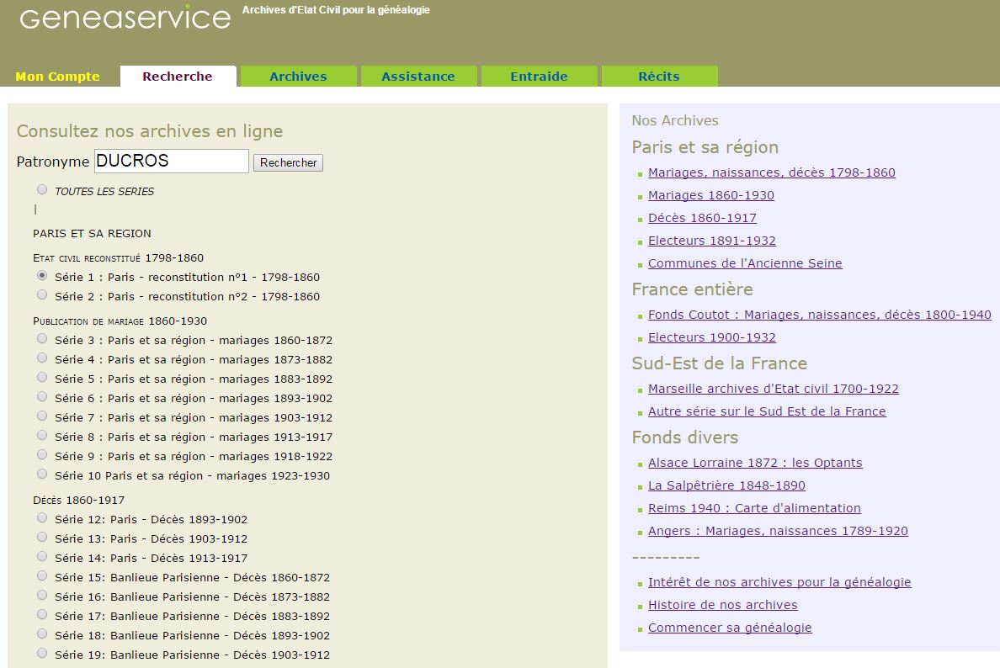 Geneaservice
Archives d'Etat Civil pour la généalogie
Mon Compte
Recherche
Archives
Assistance
Entraide
Récits
Consultez nos archives en ligne
Patronyme DUCROS Rechercher
TOUTES LES SERIES
|
PARIS ET SA REGION
Etat civil reconstitué 1798-1860
Série 1 : Paris - reconstitution n°1 - 1798-1860
Série 2 : Paris - reconstitution n°2 - 1798-1860
Publication de mariage 1860-1930
Série 3 : Paris et sa région - mariages 1860-1872
Série 4 : Paris et sa région - mariages 1873-1882
Série 5 : Paris et sa région - mariages 1883-1892
Série 6 : Paris et sa région - mariages 1893-1902
Série 7 : Paris et sa région - mariages 1903-1912
Série 8 : Paris et sa région - mariages 1913-1917
Série 9 : Paris et sa région - mariages 1918-1922
Série 10 Paris et sa région - mariages 1923-1930
Décès 1860-1917
Série 12: Paris - Décès 1893-1902
Série 13: Paris - Décès 1903-1912
Série 14: Paris - Décès 1913-1917
Série 15: Banlieue Parisienne - Décès 1860-1872
Série 16: Banlieue Parisienne - Décès 1873-1882
Série 17: Banlieue Parisienne - Décès 1883-1892
Série 18: Banlieue Parisienne - Décès 1893-1902
Série 19: Banlieue Parisienne - Décès 1903-1912
Nos Archives
Paris et sa région
Mariages, naissances, décès 1798-1860
Mariages 1860-1930
Décès 1860-1917
Electeurs 1891-1932
Communes de l'Ancienne Seine
France entière
Fonds Coutot : Mariages, naissances, décès 1800-1940
Electeurs 1900-1932
Sud-Est de la France
Marseille archives d'Etat civil 1700-1922
Autre série sur le Sud Est de la France
Fonds divers
Alsace Lorraine 1872 : les Optants
La Salpêtrière 1848-1890
Reims 1940 : Carte d'alimentation
Angers : Mariages, naissances 1789-1920
---------
Intérêt de nos archives pour la généalogie
Histoire de nos archives
Commencer sa généalogie